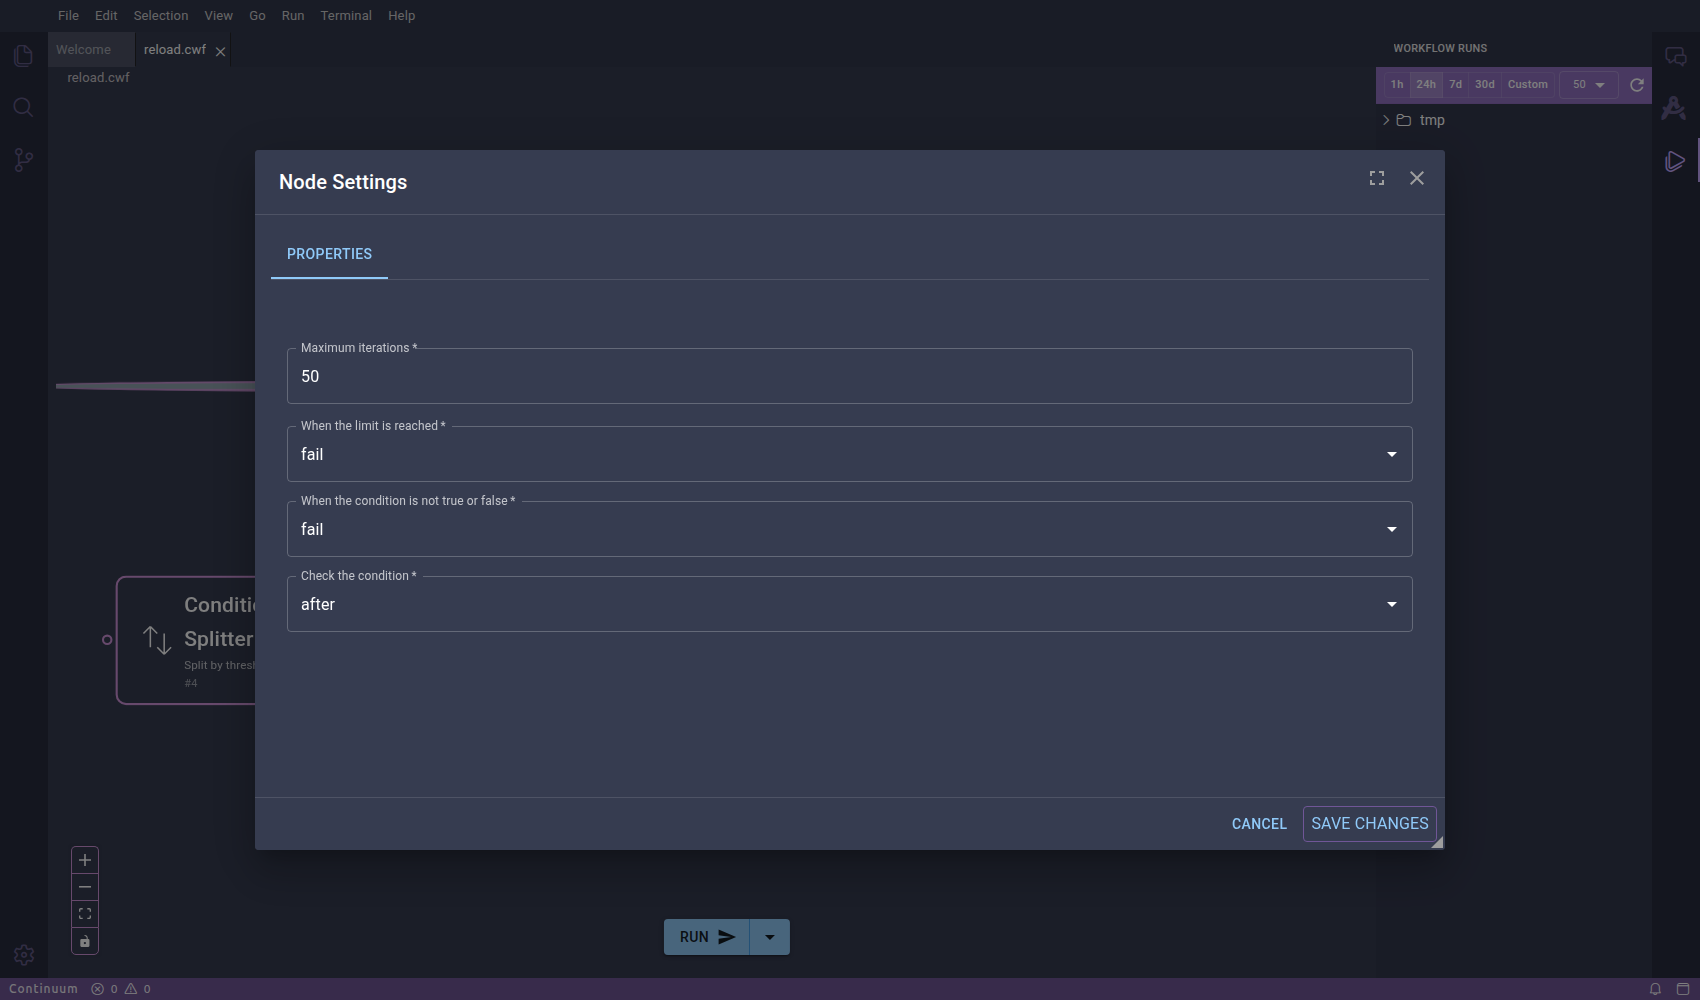 File Edit Selection View Go Run Terminal Help
Welcome
reload.cwf
reload.cwf
WORKFLOW RUNS
1h 24h 7d 30d Custom 50
tmp
Node Settings
PROPERTIES
Maximum iterations *
50
When the limit is reached *
fail
When the condition is not true or false *
fail
Check the condition *
after
Conditi
Splitter
Split by thresl
#4
CANCEL SAVE CHANGES
RUN
Continuum 0 0